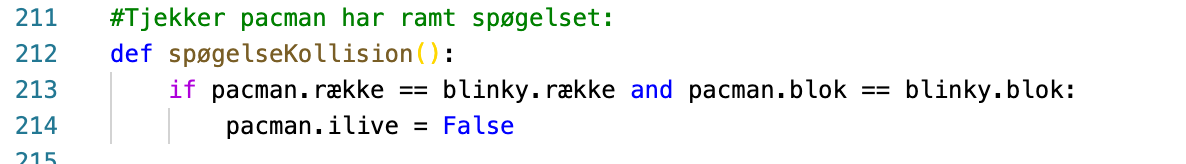 211 #Tjekker pacman har ramt spøgelset:
212 def spøgelseKollision():
213 if pacman.række == blinky.række and pacman.blok == blinky.blok:
214 pacman.ilive = False
215